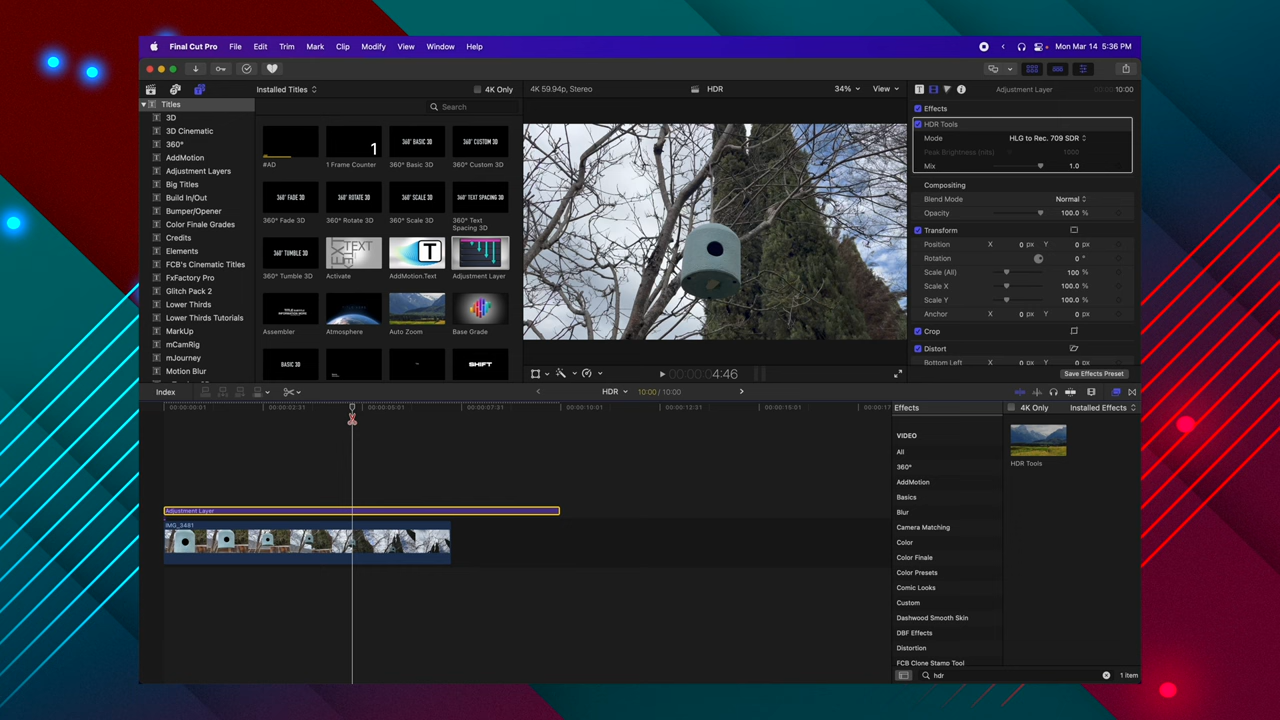 Final Cut Pro File Edit Trim Mark Clip Modify View Window Help Mon Mar 14 5:36 PM
Installed Titles 4K Only 4K 59.94p, Stereo HDR 34% View Adjustment Layer 10:00
Titles
3D
3D Cinematic
360°
AddMotion
Adjustment Layers
Big Titles
Build In/Out
Bumper/Opener
Color Finale Grades
Credits
Elements
FCB's Cinematic Titles
FxFactory Pro
Glitch Pack 2
Lower Thirds
Lower Thirds Tutorials
MarkUp
mCamRig
mJourney
Motion Blur
Search
1
360° BASIC 3D
360° CUSTOM 3D
#AD
1 Frame Counter
360° Basic 3D
360° Custom 3D
360° FADE 3D
360° ROTATE 3D
360° SCALE 3D
360° TEXT SPACING 3D
360° Fade 3D
360° Rotate 3D
360° Scale 3D
360° Text
Spacing 3D
360° TUMBLE 3D
TEXT
T
360° Tumble 3D
Activate
AddMotion.Text
Adjustment Layer
Assembler
Atmosphere
Auto Zoom
Base Grade
BASIC 3D
SHIFT
Effects
HDR Tools
Mode HLG to Rec. 709 SDR
Peak Brightness (nits) 1000
Mix 1.0
Compositing
Blend Mode Normal
Opacity 100.0 %
Transform
Position X 0 px Y 0 px
Rotation 0 °
Scale (All) 100 %
Scale X 100.0 %
Scale Y 100.0 %
Anchor X 0 px Y 0 px
Crop
Distort
Bottom Left X 0 px Y 0 px
Save Effects Preset
00:00:04:46
Index HDR 10:00 / 10:00
00:00:00:01 00:00:03:31 00:00:05:01 00:00:07:31 00:00:10:01 00:00:12:31 00:00:15:01 00:00:17
Adjustment Layer
IMG_3481
Effects 4K Only Installed Effects
VIDEO
All
360°
AddMotion
Basics
Blur
Camera Matching
Color
Color Finale
Color Presets
Comic Looks
Custom
Dashwood Smooth Skin
DBF Effects
Distortion
FCB Clone Stamp Tool
HDR Tools
hdr 1 item